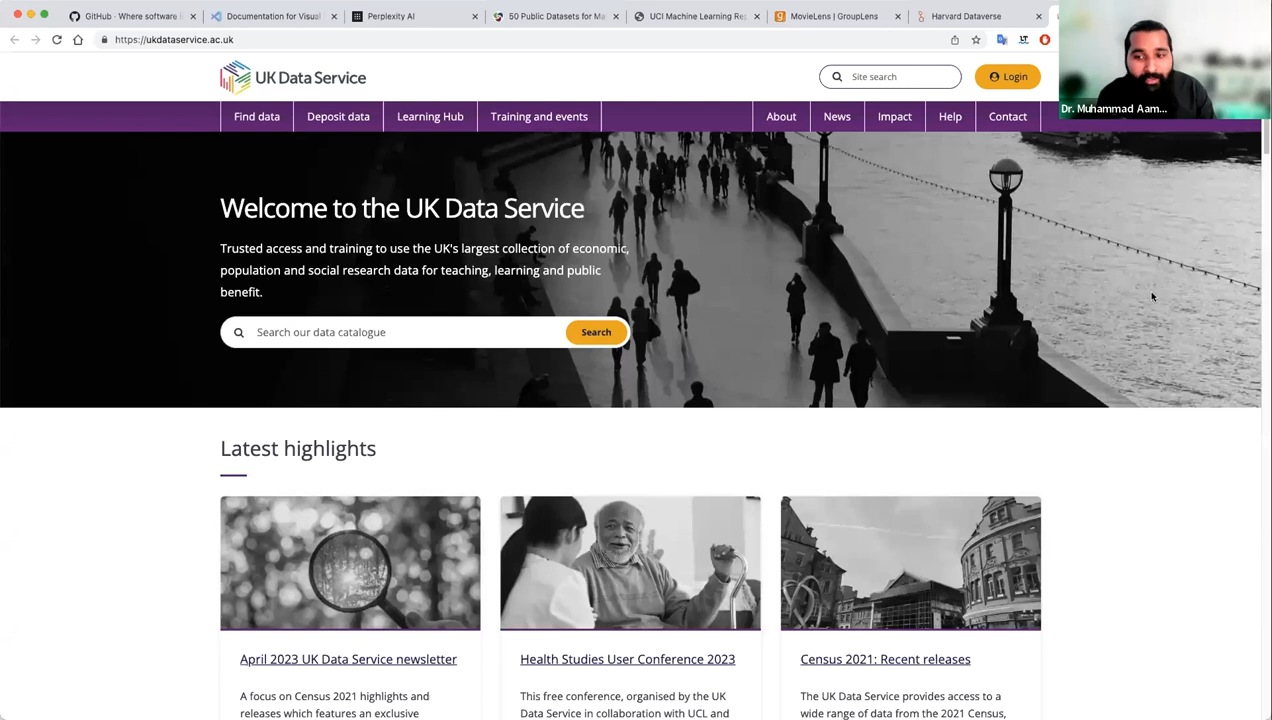 GitHub · Where software
Documentation for Visual
Perplexity AI
50 Public Datasets for Ma
UCI Machine Learning Re
MovieLens | GroupLens
Harvard Dataverse
https://ukdataservice.ac.uk
UK Data Service
Site search
Login
Dr. Muhammad Aam...
Find data
Deposit data
Learning Hub
Training and events
About
News
Impact
Help
Contact
Welcome to the UK Data Service
Trusted access and training to use the UK's largest collection of economic,
population and social research data for teaching, learning and public
benefit.
Search our data catalogue
Search
Latest highlights
April 2023 UK Data Service newsletter
A focus on Census 2021 highlights and
releases which features an exclusive
Health Studies User Conference 2023
This free conference, organised by the UK
Data Service in collaboration with UCL and
Census 2021: Recent releases
The UK Data Service provides access to a
wide range of data from the 2021 Census,